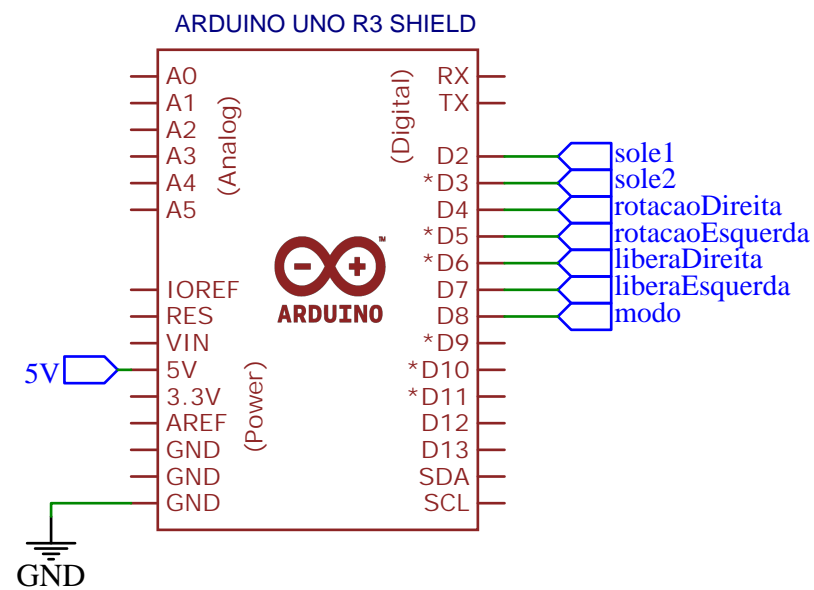 ARDUINO UNO R3 SHIELD
A0
A1
A2
A3
A4
A5
(Analog)
IOREF
RES
VIN
5V
3.3V
AREF
GND
GND
GND
(Power)
5V
GND
ARDUINO
TM
(Digital)
RX
TX
D2 sole1
*D3 sole2
D4 rotacaoDireita
*D5 rotacaoEsquerda
*D6 liberaDireita
D7 liberaEsquerda
D8 modo
*D9
*D10
*D11
D12
D13
SDA
SCL